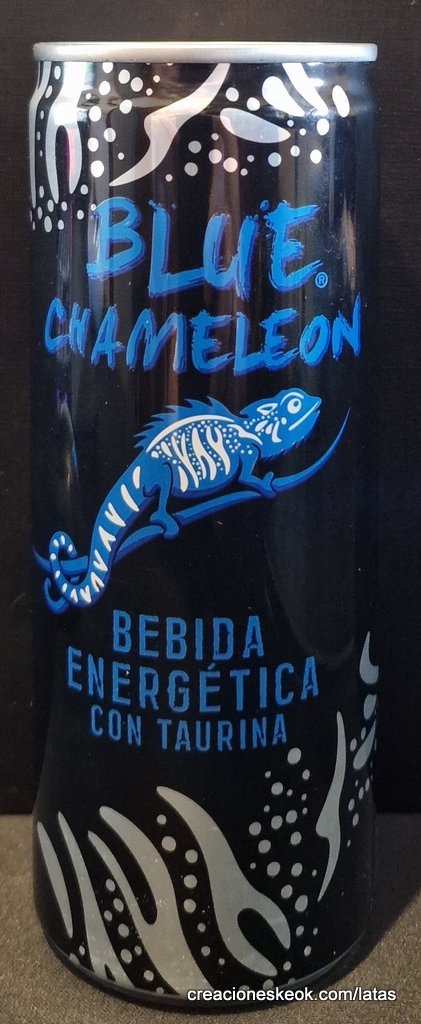 BLUE
CHAMELEON®
BEBIDA
ENERGÉTICA
CON TAURINA
creacioneskeok.com/latas